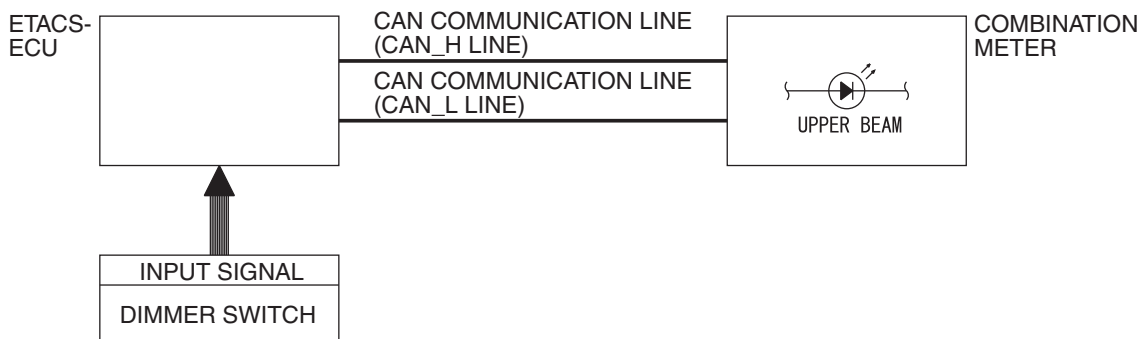 ETACS-
ECU
CAN COMMUNICATION LINE
(CAN_H LINE)
CAN COMMUNICATION LINE
(CAN_L LINE)
COMBINATION
METER
UPPER BEAM
INPUT SIGNAL
DIMMER SWITCH